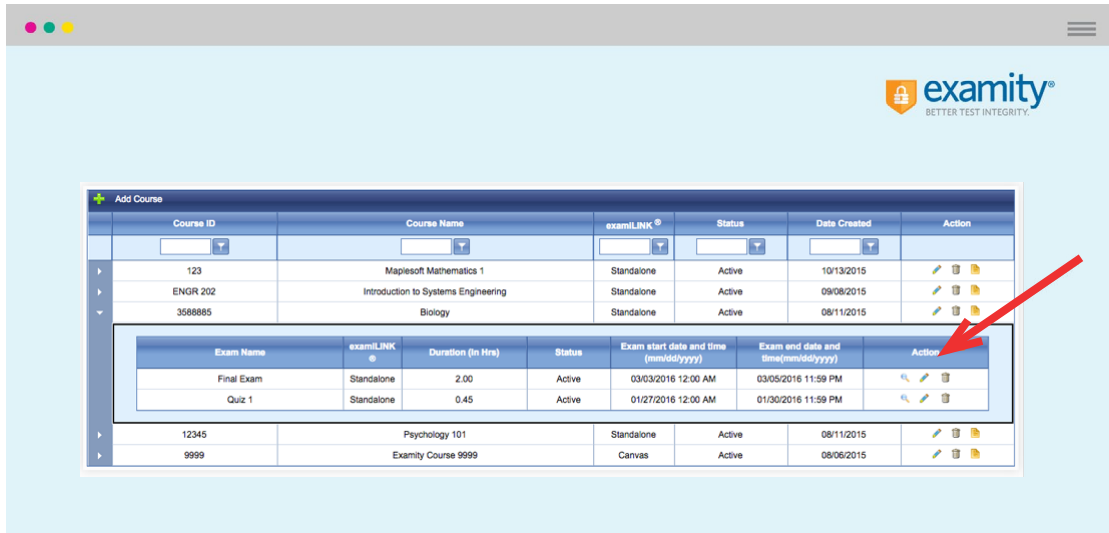 examity®
BETTER TEST INTEGRITY.
Add Course
Course ID Course Name examiLINK ® Status Date Created Action
123 Maplesoft Mathematics 1 Standalone Active 10/13/2015
ENGR 202 Introduction to Systems Engineering Standalone Active 09/08/2015
3588885 Biology Standalone Active 08/11/2015
Exam Name examiLINK ® Duration (In Hrs) Status Exam start date and time (mm/dd/yyyy) Exam end date and time(mm/dd/yyyy) Action
Final Exam Standalone 2.00 Active 03/03/2016 12:00 AM 03/05/2016 11:59 PM
Quiz 1 Standalone 0.45 Active 01/27/2016 12:00 AM 01/30/2016 11:59 PM
12345 Psychology 101 Standalone Active 08/11/2015
9999 Examity Course 9999 Canvas Active 08/06/2015